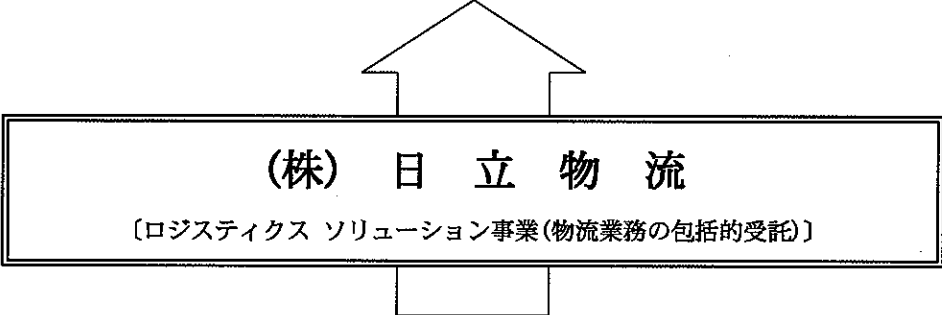 (株) 日 立 物 流
〔ロジスティクス ソリューション事業(物流業務の包括的受託)〕